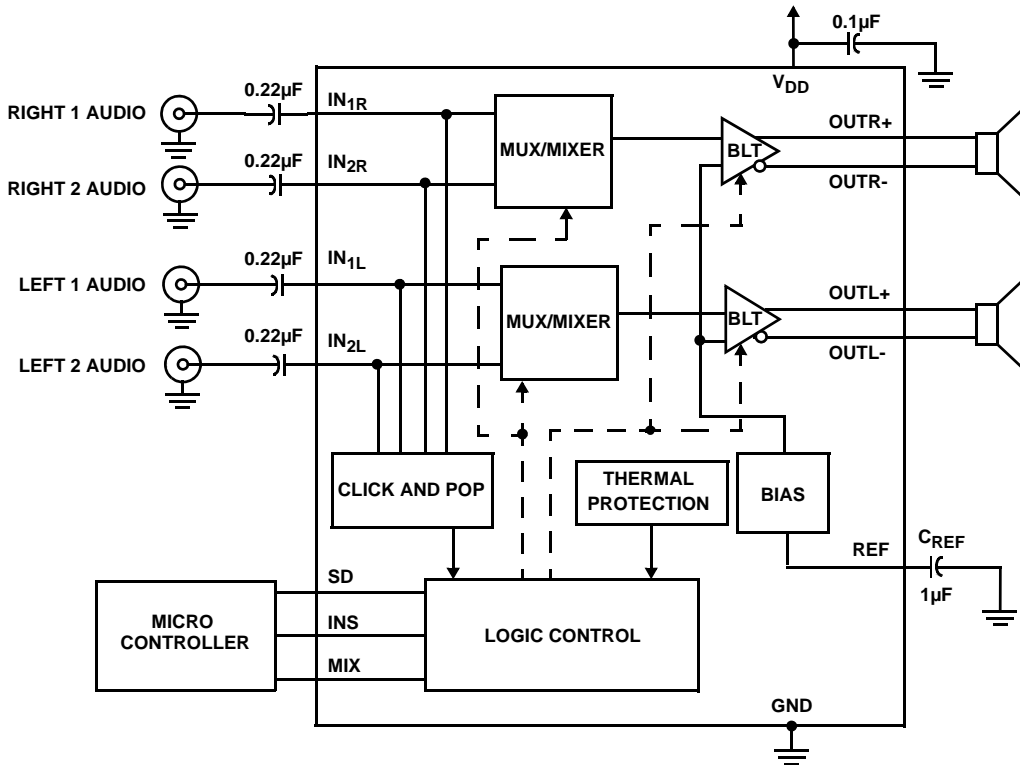 0.1µF
VDD
RIGHT 1 AUDIO
0.22µF
IN1R
MUX/MIXER
BLT
OUTR+
OUTR-
RIGHT 2 AUDIO
0.22µF
IN2R
LEFT 1 AUDIO
0.22µF
IN1L
MUX/MIXER
BLT
OUTL+
OUTL-
LEFT 2 AUDIO
0.22µF
IN2L
CLICK AND POP
THERMAL
PROTECTION
BIAS
REF
CREF
1µF
MICRO
CONTROLLER
SD
INS
MIX
LOGIC CONTROL
GND